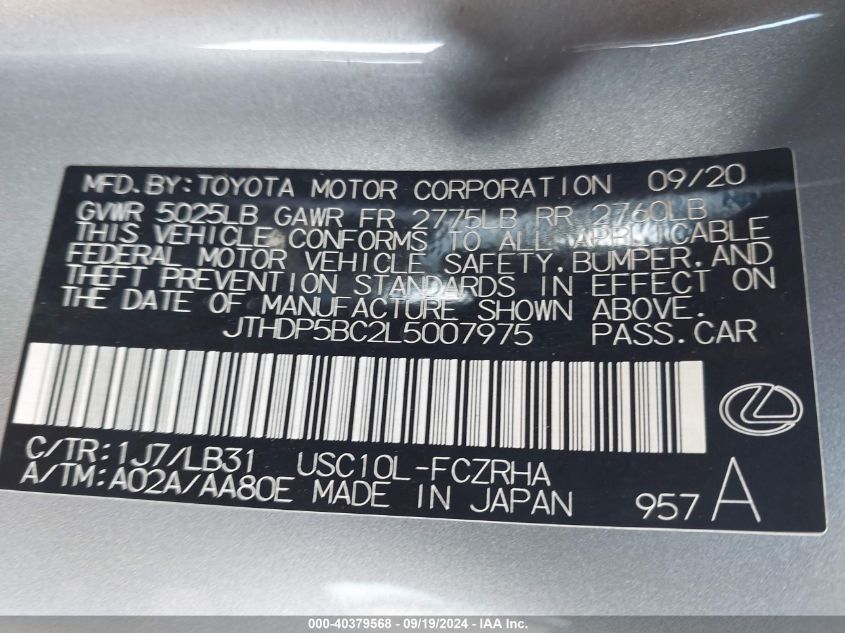 MFD.BY:TOYOTA MOTOR CORPORATION 09/20
GVWR 5025LB GAWR FR 2775LB RR 2760LB
THIS VEHICLE CONFORMS TO ALL APPLICABLE
FEDERAL MOTOR VEHICLE SAFETY.BUMPER.AND
THEFT PREVENTION STANDARDS IN EFFECT ON
THE DATE OF MANUFACTURE SHOWN ABOVE.
JTHDP5BC2L5007975 PASS.CAR
C/TR:1J7/LB31 USC10L-FCZRHA
A/TM:A02A/AA80E MADE IN JAPAN 957 A
000-40379568 - 09/19/2024 - IAA Inc.